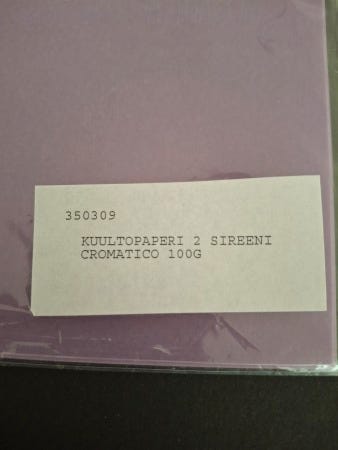 350309
KUULTOPAPERI 2 SIREENI
CROMATICO 100G